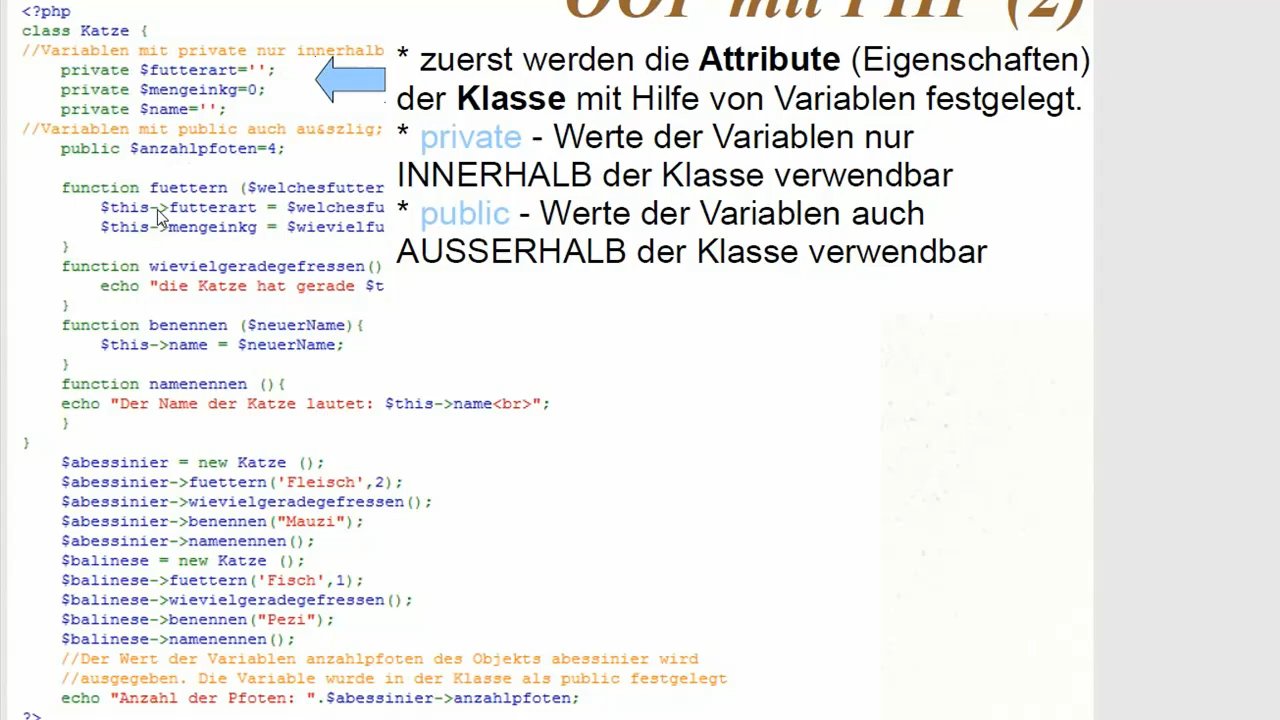 OOP mit PHP (2)
<?php
class Katze {
//Variablen mit private nur innerhalb
private $futterart='';
private $mengeinkg=0;
private $name='';
//Variablen mit public auch au&szlig;
public $anzahlpfoten=4;
function fuettern ($welchesfutter
$this->futterart = $welchesfu
$this->mengeinkg = $wievielfu
}
function wievielgeradegefressen()
echo "die Katze hat gerade $t
}
function benennen ($neuerName){
$this->name = $neuerName;
}
function namenennen (){
echo "Der Name der Katze lautet: $this->name<br>";
}
}
$abessinier = new Katze ();
$abessinier->fuettern('Fleisch',2);
$abessinier->wievielgeradegefressen();
$abessinier->benennen("Mauzi");
$abessinier->namenennen();
$balinese = new Katze ();
$balinese->fuettern('Fisch',1);
$balinese->wievielgeradegefressen();
$balinese->benennen("Pezi");
$balinese->namenennen();
//Der Wert der Variablen anzahlpfoten des Objekts abessinier wird
//ausgegeben. Die Variable wurde in der Klasse als public festgelegt
echo "Anzahl der Pfoten: ".$abessinier->anzahlpfoten;
?>
* zuerst werden die Attribute (Eigenschaften)
der Klasse mit Hilfe von Variablen festgelegt.
* private - Werte der Variablen nur
INNERHALB der Klasse verwendbar
* public - Werte der Variablen auch
AUSSERHALB der Klasse verwendbar